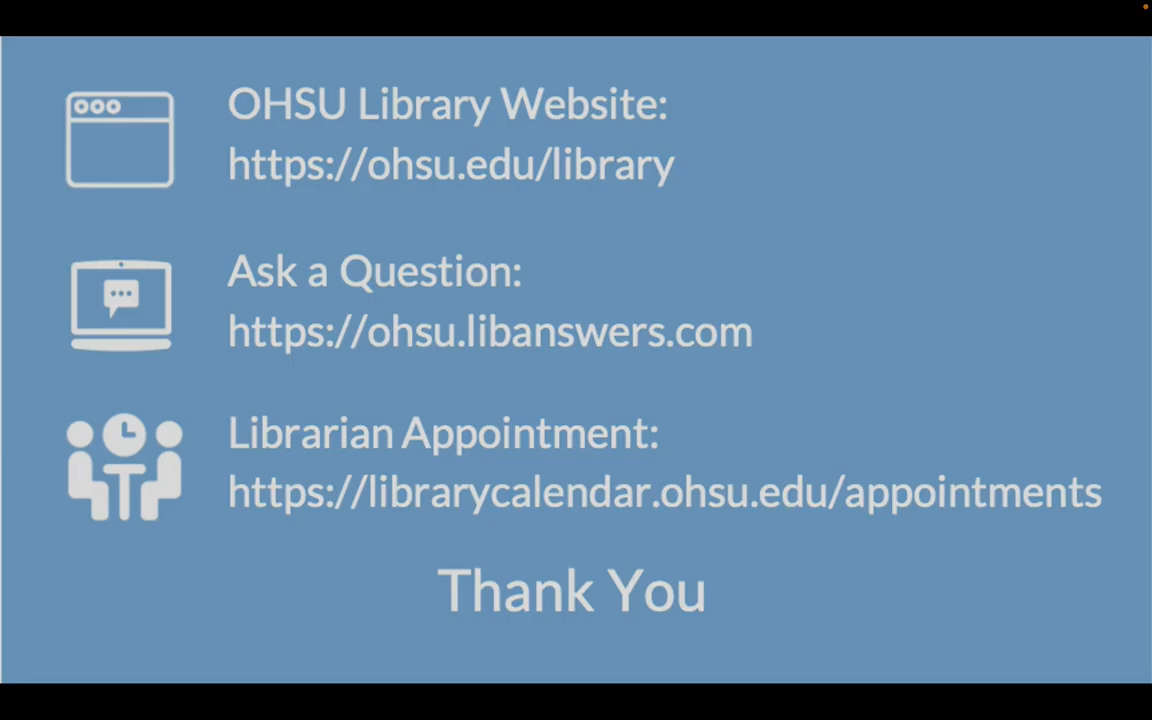 OHSU Library Website:
https://ohsu.edu/library
Ask a Question:
https://ohsu.libanswers.com
Librarian Appointment:
https://librarycalendar.ohsu.edu/appointments
Thank You